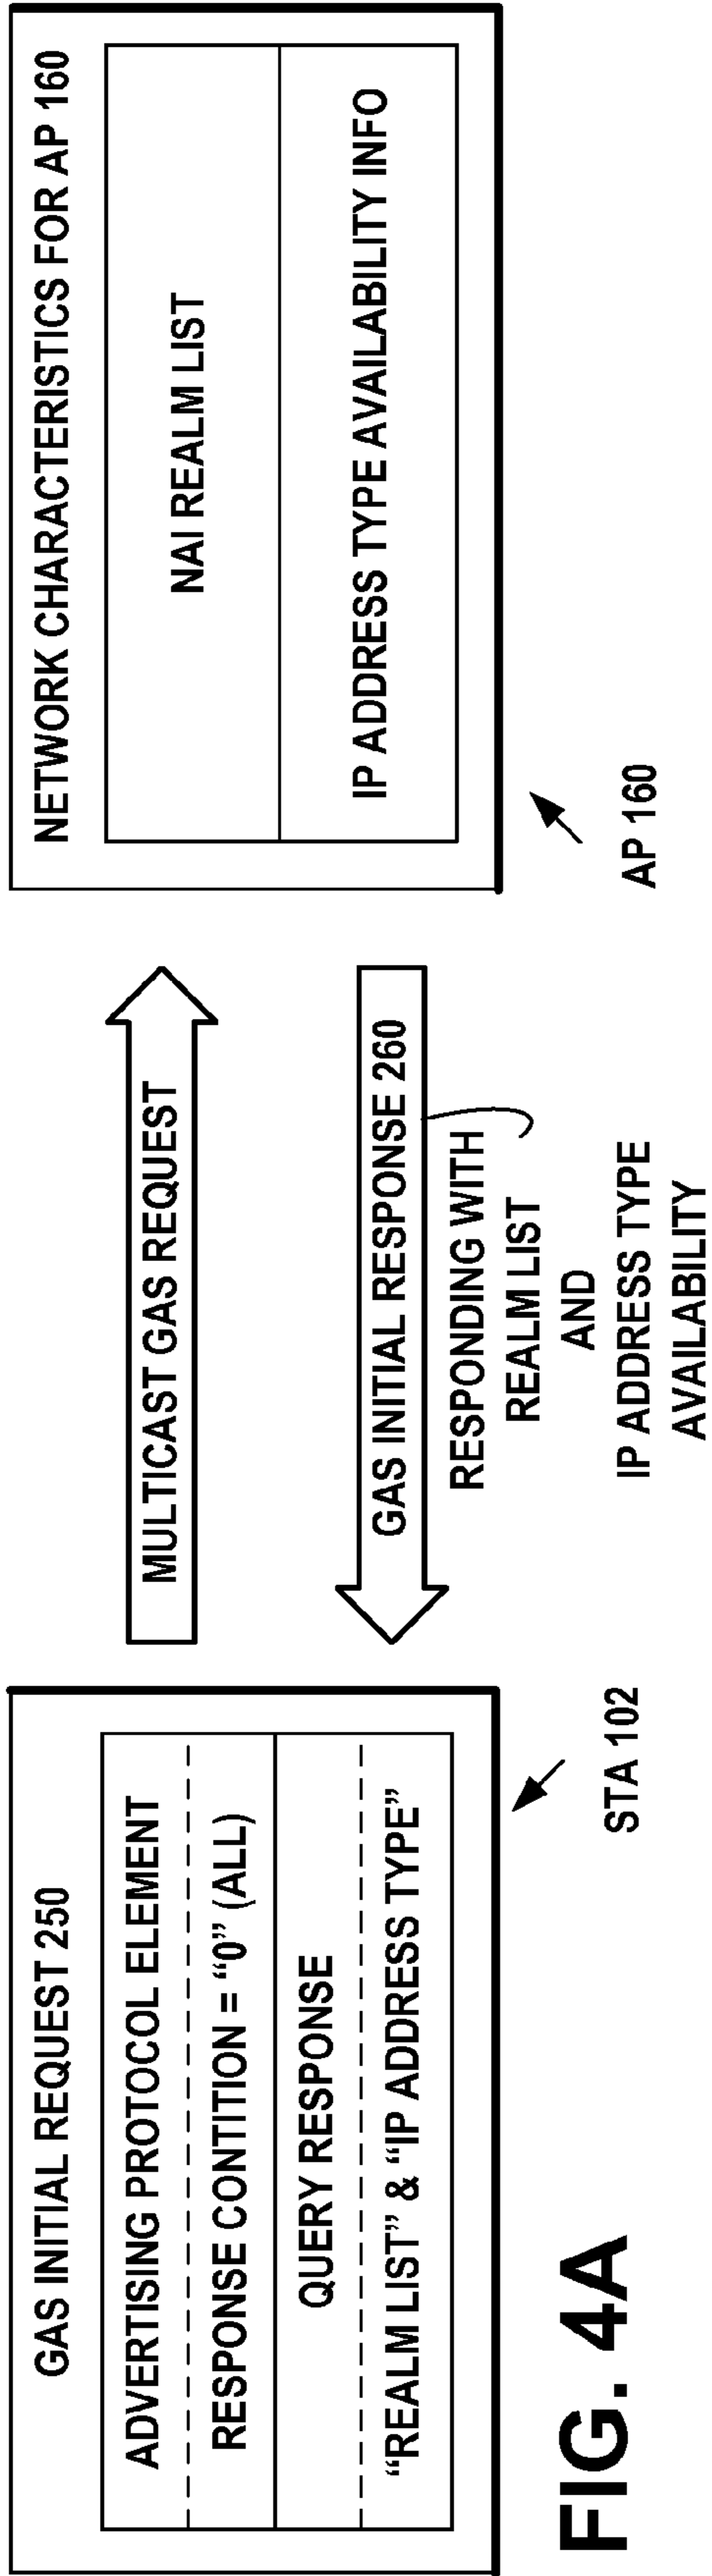 GAS INITIAL REQUEST 250
ADVERTISING PROTOCOL ELEMENT
RESPONSE CONTITION = “0” (ALL)
QUERY RESPONSE
“REALM LIST” & “IP ADDRESS TYPE”
STA 102
MULTICAST GAS REQUEST
GAS INITIAL RESPONSE 260
RESPONDING WITH
REALM LIST
AND
IP ADDRESS TYPE
AVAILABILITY
NETWORK CHARACTERISTICS FOR AP 160
NAI REALM LIST
IP ADDRESS TYPE AVAILABILITY INFO
AP 160
FIG. 4A